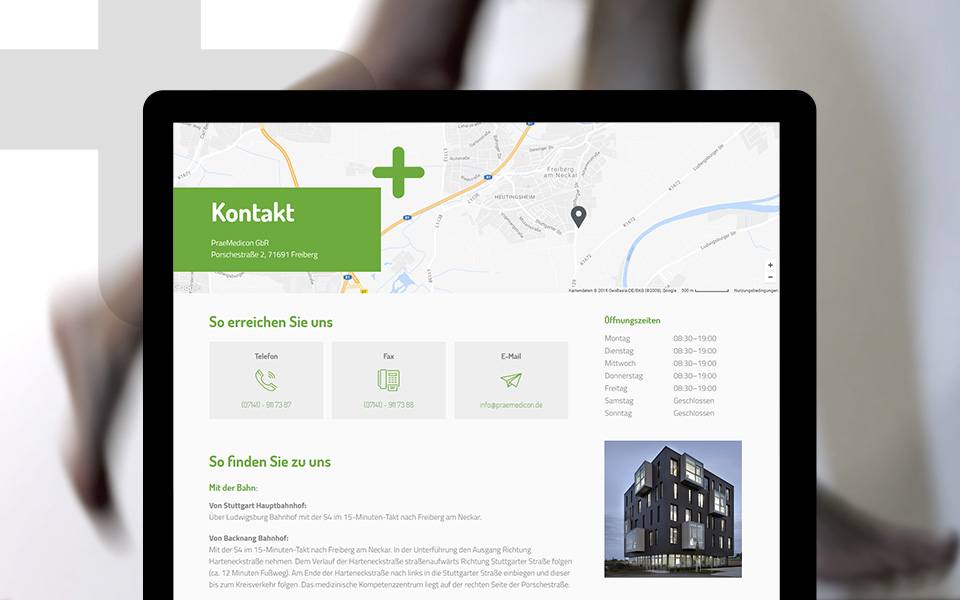 Freiberg
am Neckar
HEUTINGSHEIM
Kontakt
PraeMedicon GbR
Porschestraße 2, 71691 Freiberg
Kartendaten © 2016 GeoBasis-DE/BKG (©2009), Google 500 m Nutzungsbedingungen
So erreichen Sie uns
Telefon
(07141) - 911 73 87
Fax
(07141) - 911 73 88
E-Mail
info@praemedicon.de
Öffnungszeiten
Montag 08:30–19:00
Dienstag 08:30–19:00
Mittwoch 08:30–19:00
Donnerstag 08:30–19:00
Freitag 08:30–19:00
Samstag Geschlossen
Sonntag Geschlossen
So finden Sie zu uns
Mit der Bahn:
Von Stuttgart Hauptbahnhof:
Über Ludwigsburg Bahnhof mit der S4 im 15-Minuten-Takt nach Freiberg am Neckar.
Von Backnang Bahnhof:
Mit der S4 im 15-Minuten-Takt nach Freiberg am Neckar. In der Unterführung den Ausgang Richtung
Harteneckstraße nehmen. Dem Verlauf der Harteneckstraße straßenaufwärts Richtung Stuttgarter Straße folgen
(ca. 12 Minuten Fußweg). Am Ende der Harteneckstraße nach links in die Stuttgarter Straße einbiegen und dieser
bis zum Kreisverkehr folgen. Das medizinische Kompetenzzentrum liegt auf der rechten Seite der Porschestraße.